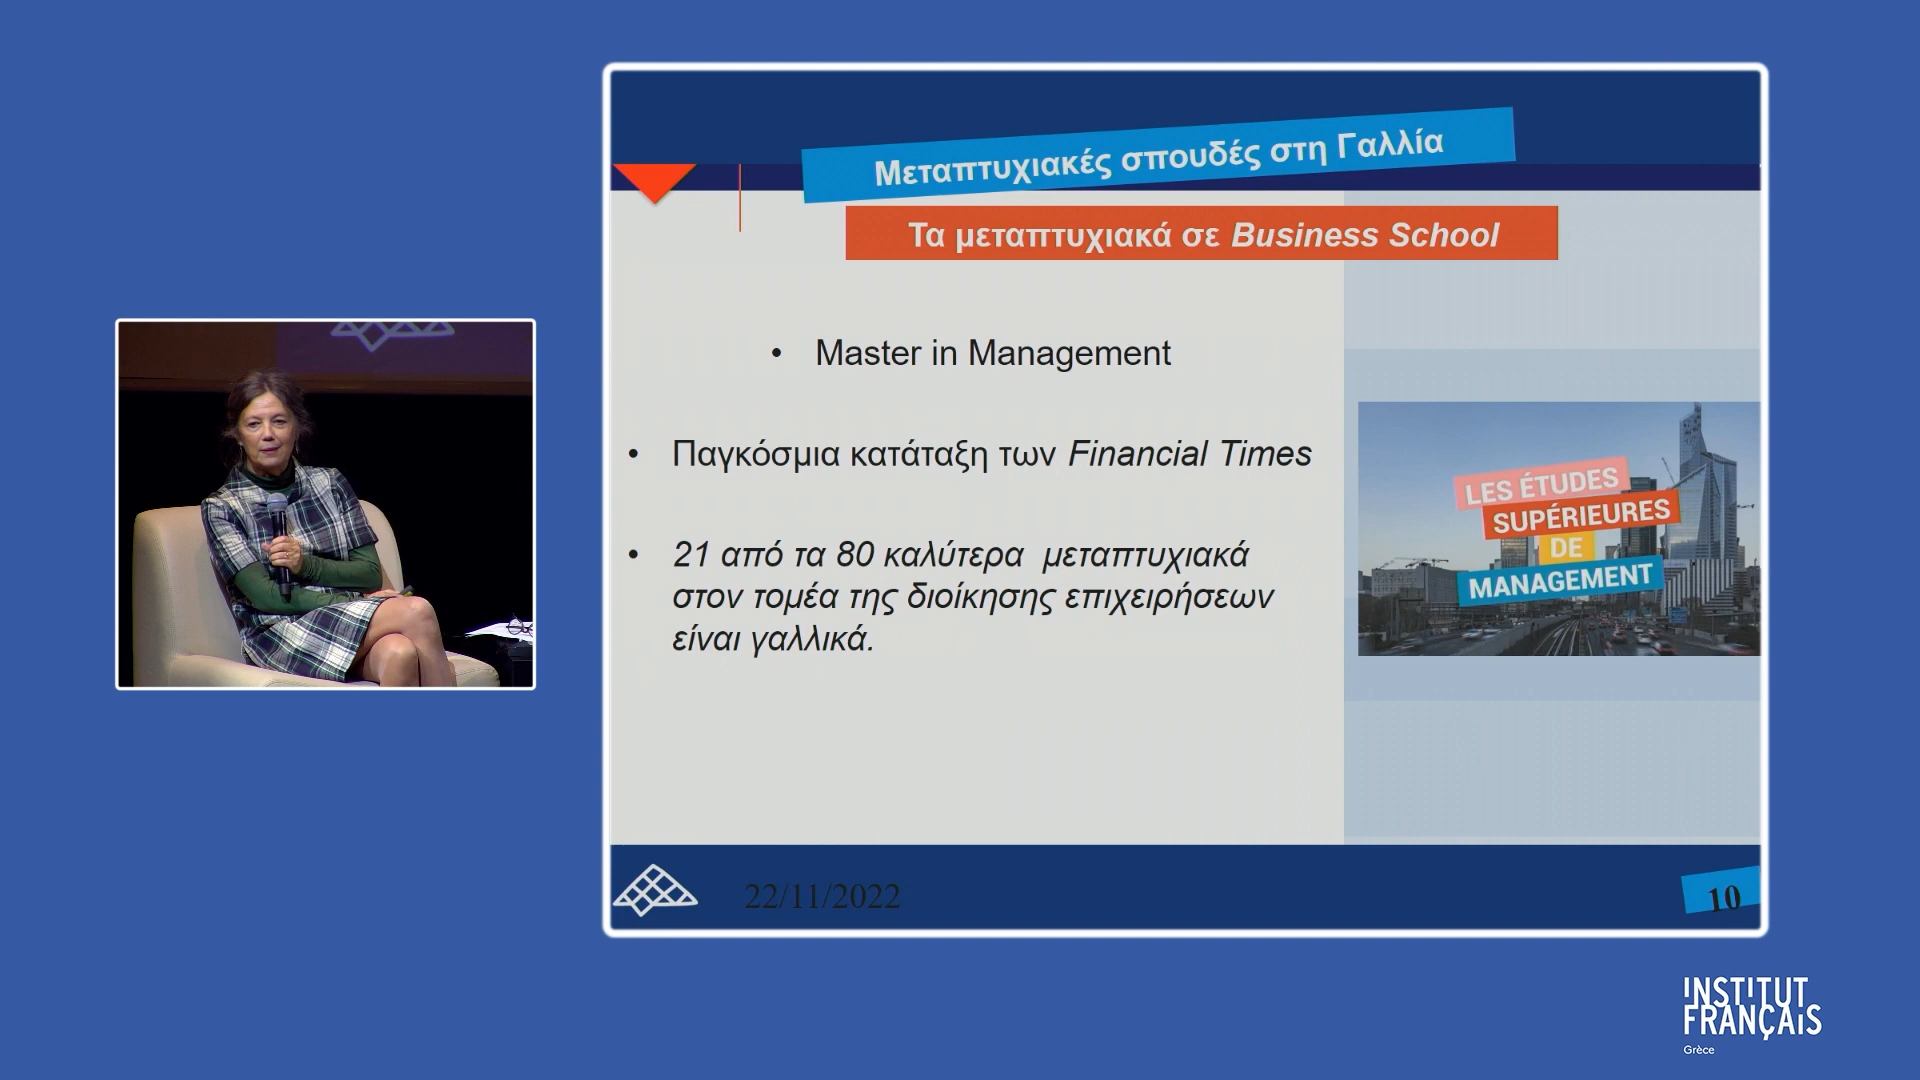 Μεταπτυχιακές σπουδές στη Γαλλία
Τα μεταπτυχιακά σε Business School
• Master in Management
• Παγκόσμια κατάταξη των Financial Times
• 21 από τα 80 καλύτερα μεταπτυχιακά
στον τομέα της διοίκησης επιχειρήσεων
είναι γαλλικά.
LES ÉTUDES
SUPÉRIEURES
DE
MANAGEMENT
22/11/2022
10
INSTITUT
FRANÇAIS
Grèce